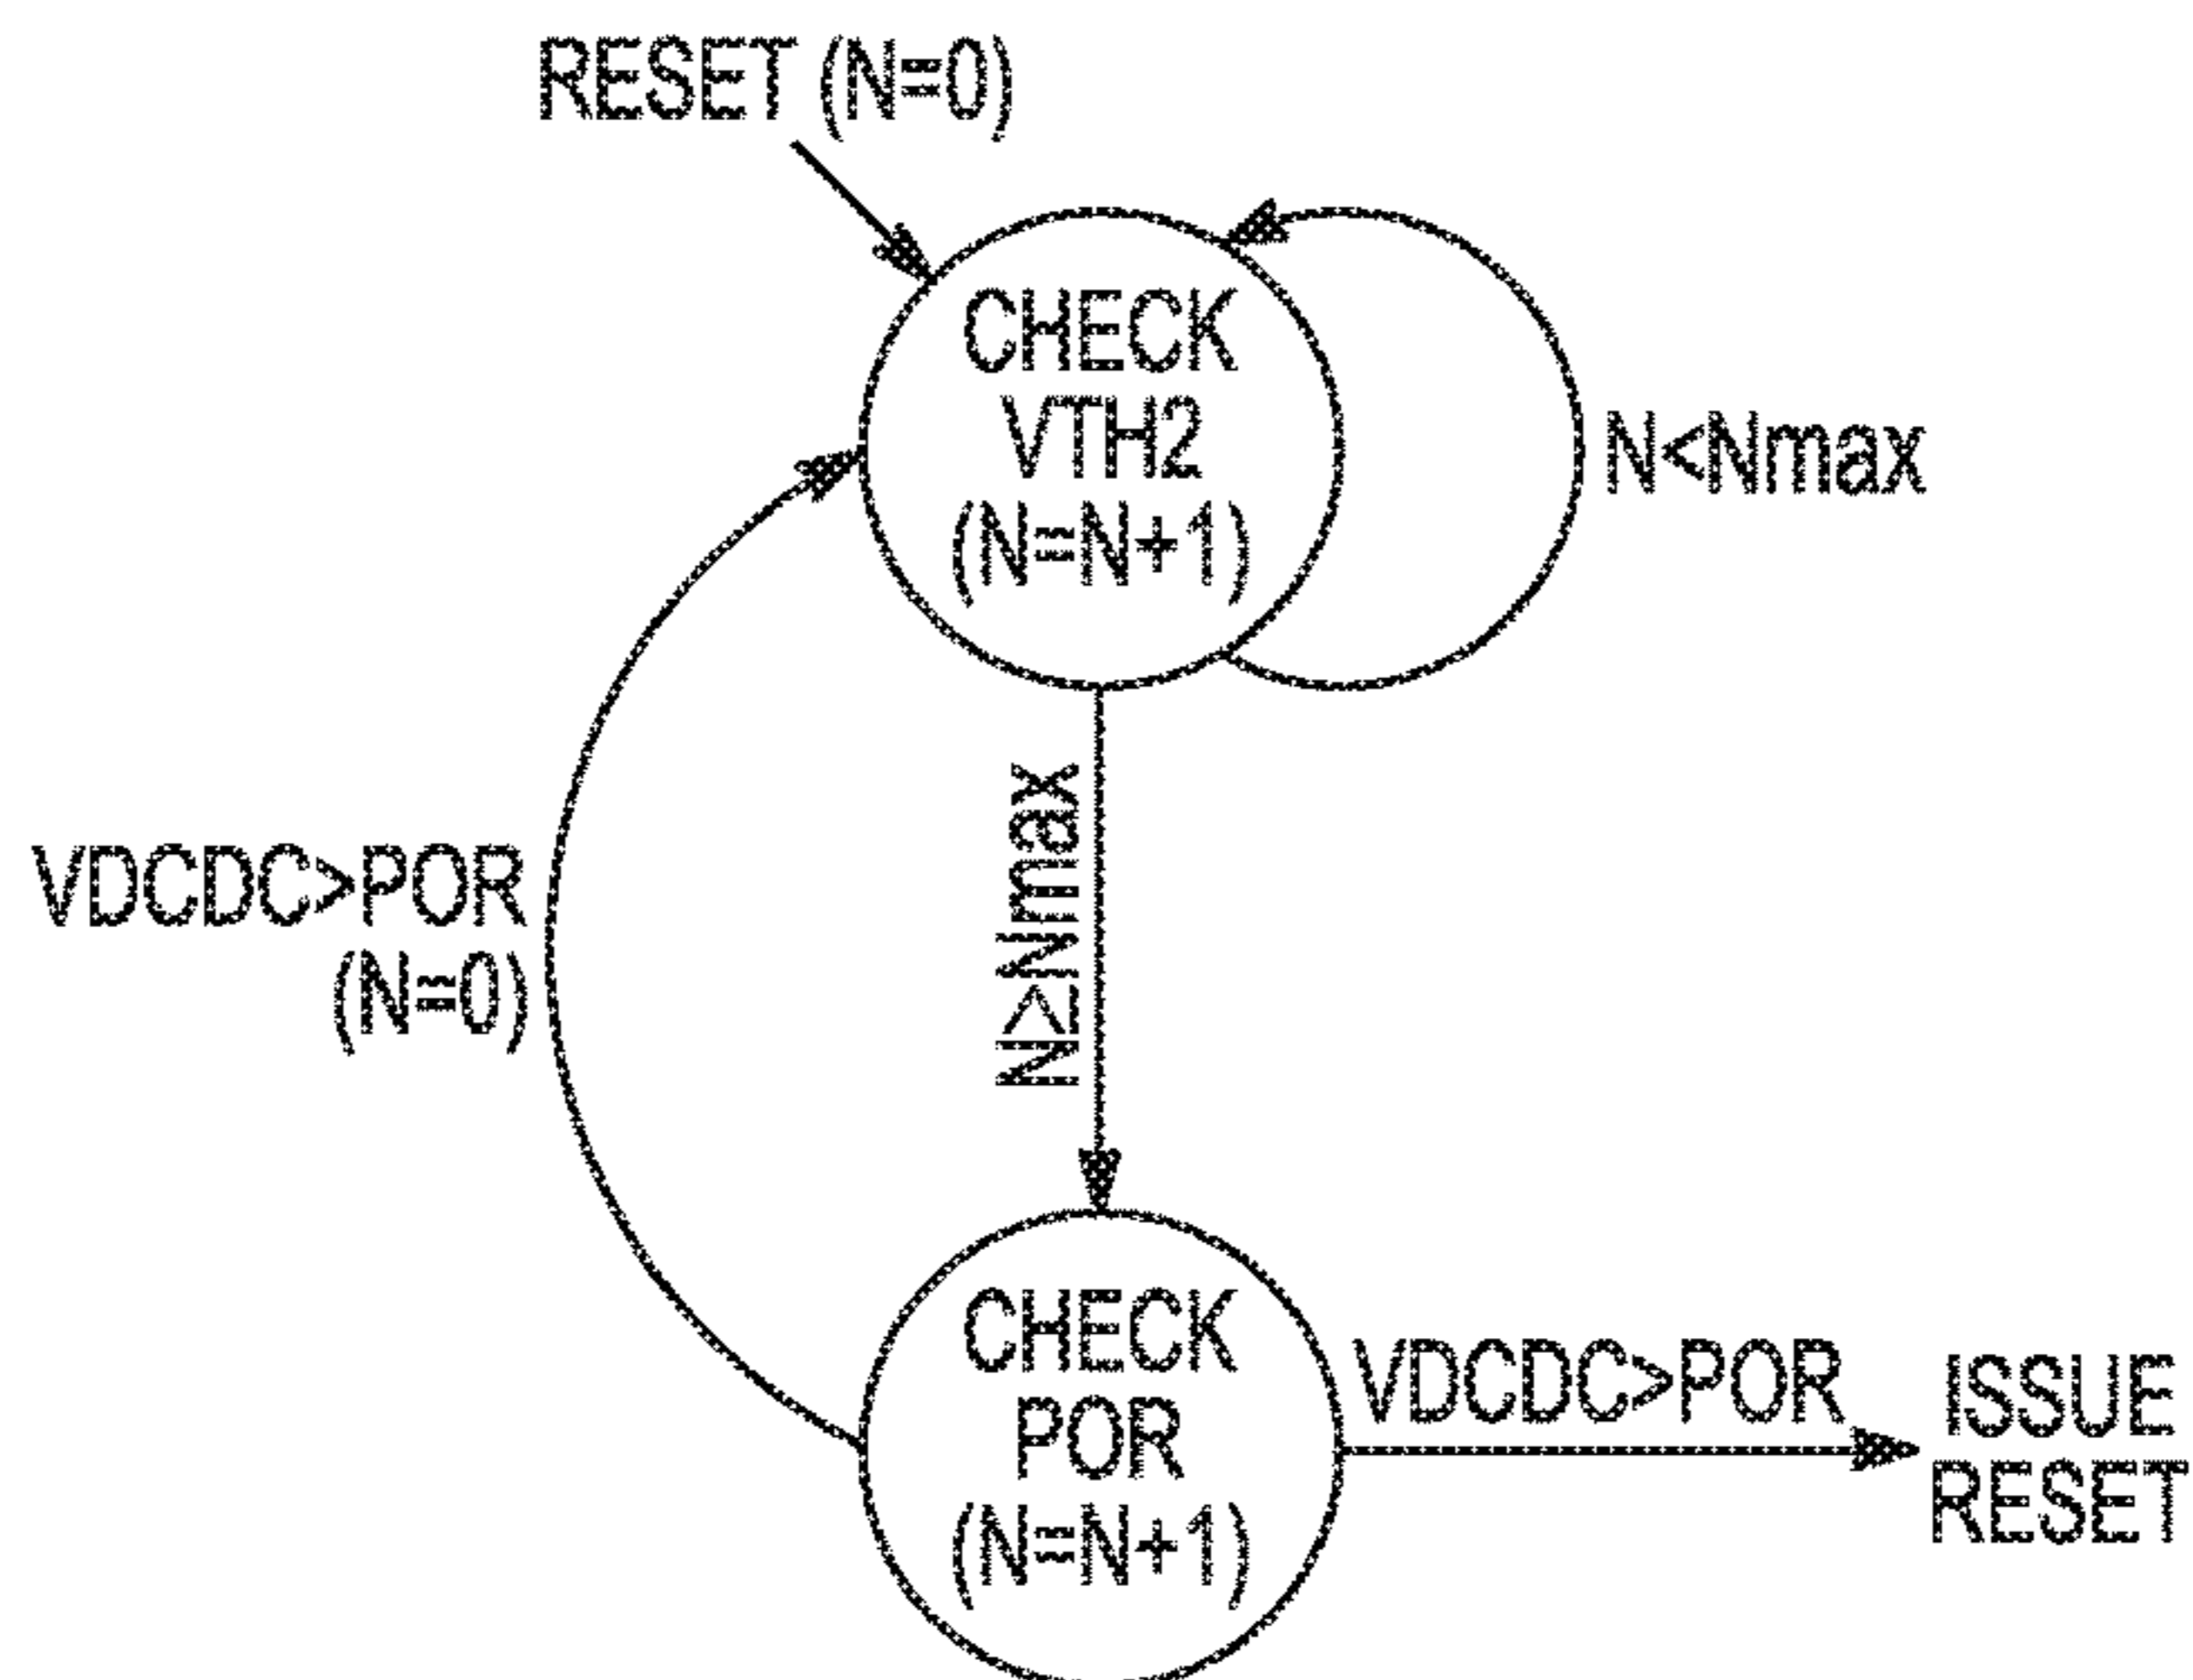 RESET (N=0)
CHECK
VTH2
(N=N+1)
N<Nmax
N≥Nmax
VDCDC>POR
(N=0)
CHECK
POR
(N=N+1)
VDCDC>POR
ISSUE
RESET